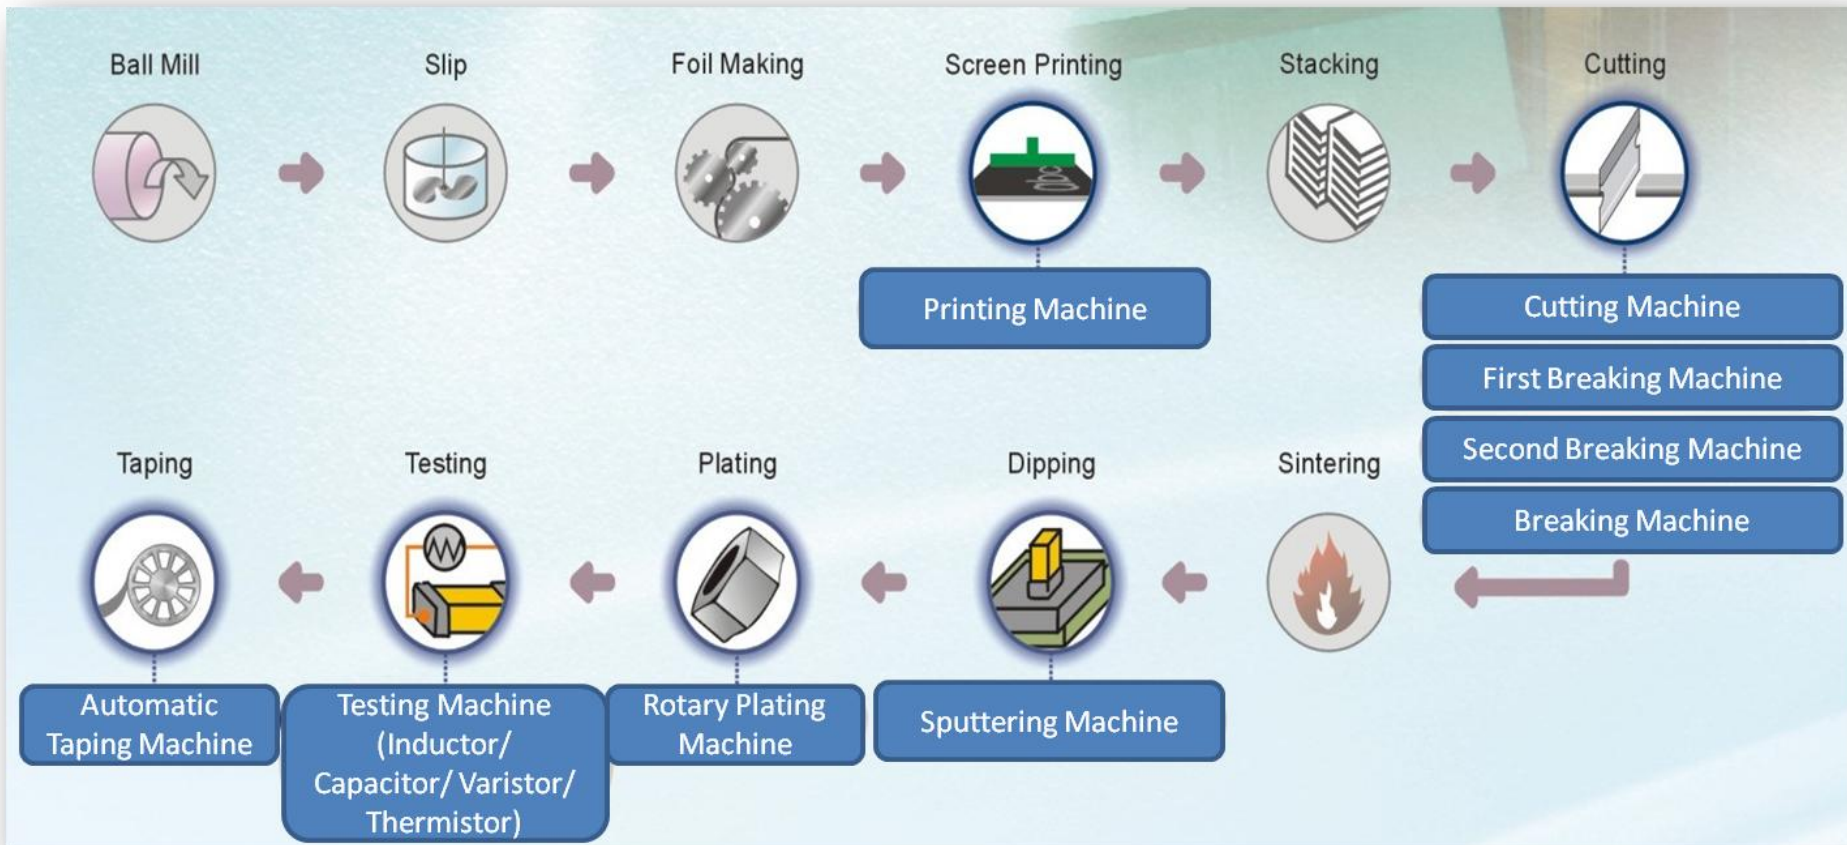 Ball Mill
Slip
Foil Making
Screen Printing
Stacking
Cutting
abc
Printing Machine
Cutting Machine
First Breaking Machine
Second Breaking Machine
Breaking Machine
Taping
Testing
Plating
Dipping
Sintering
Automatic
Taping Machine
Testing Machine
(Inductor/
Capacitor/ Varistor/
Thermistor)
Rotary Plating
Machine
Sputtering Machine